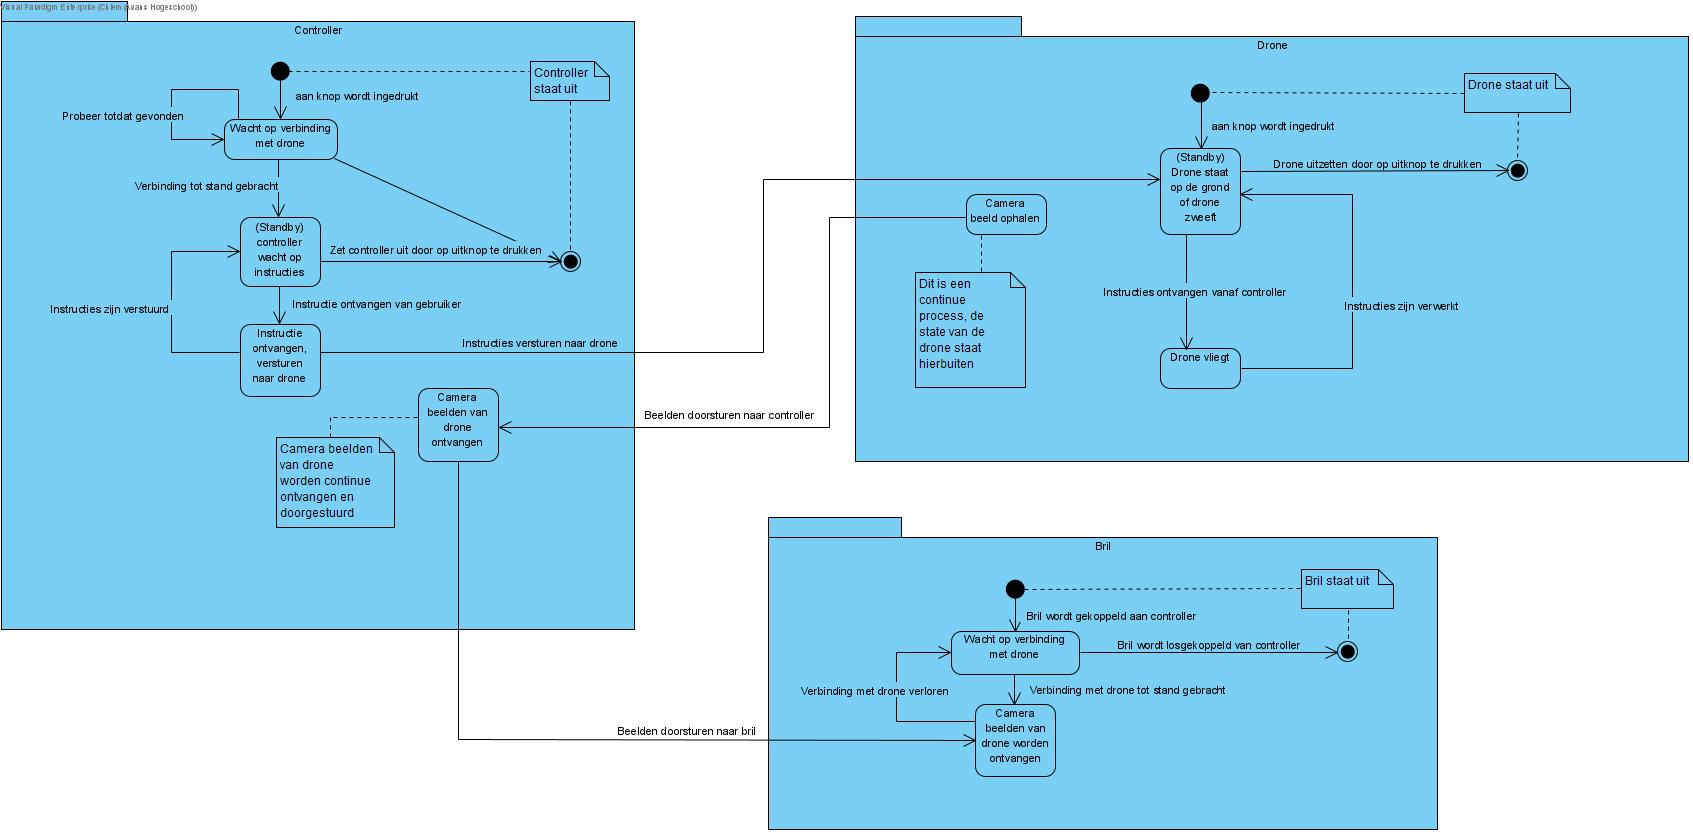 Visual Paradigm Enterprise
Controller
Controller
staat uit
aan knop wordt ingedrukt
Probeer totdat gevonden
Wacht op verbinding
met drone
Verbinding tot stand gebracht
(Standby)
controller
wacht op
instructies
Zet controller uit door op uitknop te drukken
Instructies zijn verstuurd
Instructie ontvangen van gebruiker
Instructie
ontvangen,
versturen
naar drone
Instructies versturen naar drone
Camera
beelden van
drone
ontvangen
Camera beelden
van drone
worden continue
ontvangen en
doorgestuurd
Beelden doorsturen naar controller
Beelden doorsturen naar bril
Drone
Drone staat uit
aan knop wordt ingedrukt
(Standby)
Drone staat
op de grond
of drone
zweeft
Drone uitzetten door op uitknop te drukken
Camera
beeld ophalen
Dit is een
continue
process, de
state van de
drone staat
hierbuiten
Instructies ontvangen vanaf controller
Instructies zijn verwerkt
Drone vliegt
Bril
Bril staat uit
Bril wordt gekoppeld aan controller
Wacht op verbinding
met drone
Bril wordt losgekoppeld van controller
Verbinding met drone verloren
Verbinding met drone tot stand gebracht
Camera
beelden van
drone worden
ontvangen